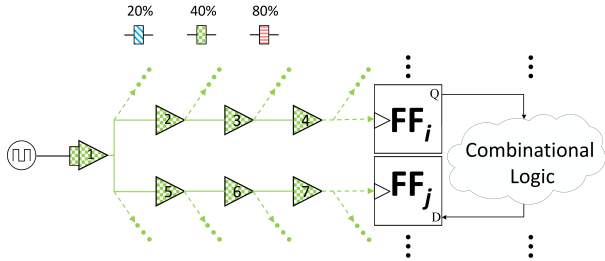 20% 40% 80%
Q
2 3 4 FFi
1
Combinational
Logic
5 6 7 FFj
D